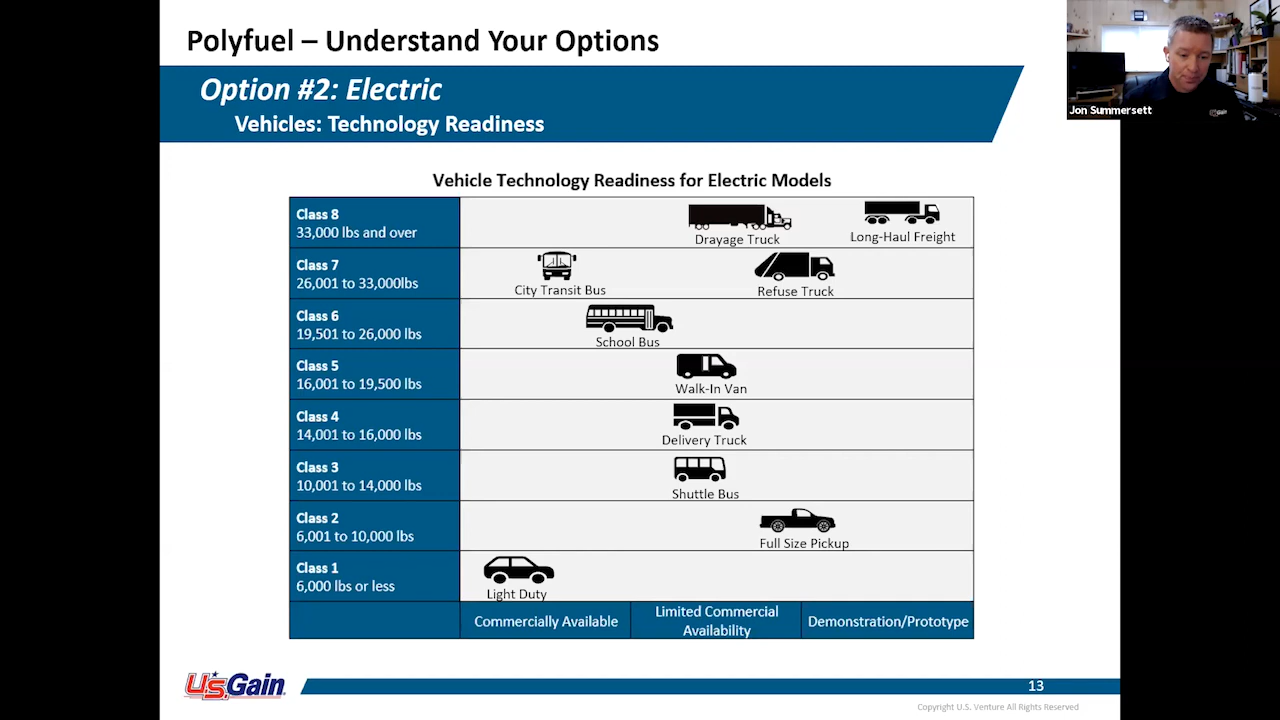 Polyfuel – Understand Your Options
Option #2: Electric
Vehicles: Technology Readiness
Jon Summersett
Vehicle Technology Readiness for Electric Models
Class 8
33,000 lbs and over
Drayage Truck
Long-Haul Freight
Class 7
26,001 to 33,000lbs
City Transit Bus
Refuse Truck
Class 6
19,501 to 26,000 lbs
School Bus
Class 5
16,001 to 19,500 lbs
Walk-In Van
Class 4
14,001 to 16,000 lbs
Delivery Truck
Class 3
10,001 to 14,000 lbs
Shuttle Bus
Class 2
6,001 to 10,000 lbs
Full Size Pickup
Class 1
6,000 lbs or less
Light Duty
Commercially Available
Limited Commercial
Availability
Demonstration/Prototype
U.S. Gain
13
Copyright U.S. Venture All Rights Reserved